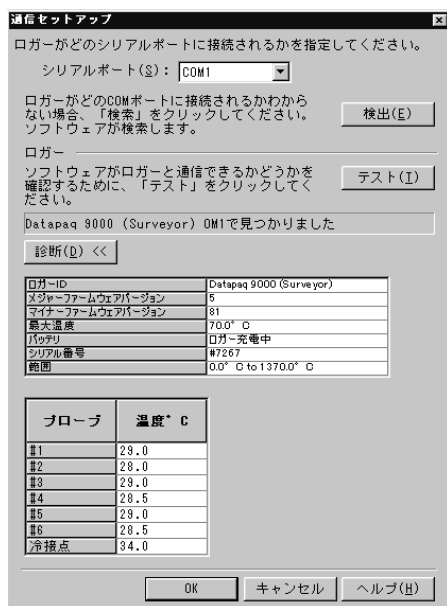 通信セットアップ
ロガーがどのシリアルポートに接続されるかを指定してください。
シリアルポート(S): COM1
ロガーがどのCOMポートに接続されるかわから
ない場合、「検索」をクリックしてください。
ソフトウェアが検索します。
検出(E)
ロガー
ソフトウェアがロガーと通信できるかどうかを
確認するために、「テスト」をクリックしてく
ださい。
テスト(T)
Datapaq 9000 (Surveyor) OM1で見つかりました
診断(D) <<
ロガーID Datapaq 9000 (Surveyor)
メジャーファームウェアバージョン 5
マイナーファームウェアバージョン 81
最大温度 70.0° C
バッテリ ロガー充電中
シリアル番号 #7267
範囲 0.0° C to 1370.0° C
プローブ 温度° C
#1 29.0
#2 28.0
#3 29.0
#4 28.5
#5 29.0
#6 28.5
冷接点 34.0
OK キャンセル ヘルプ(H)